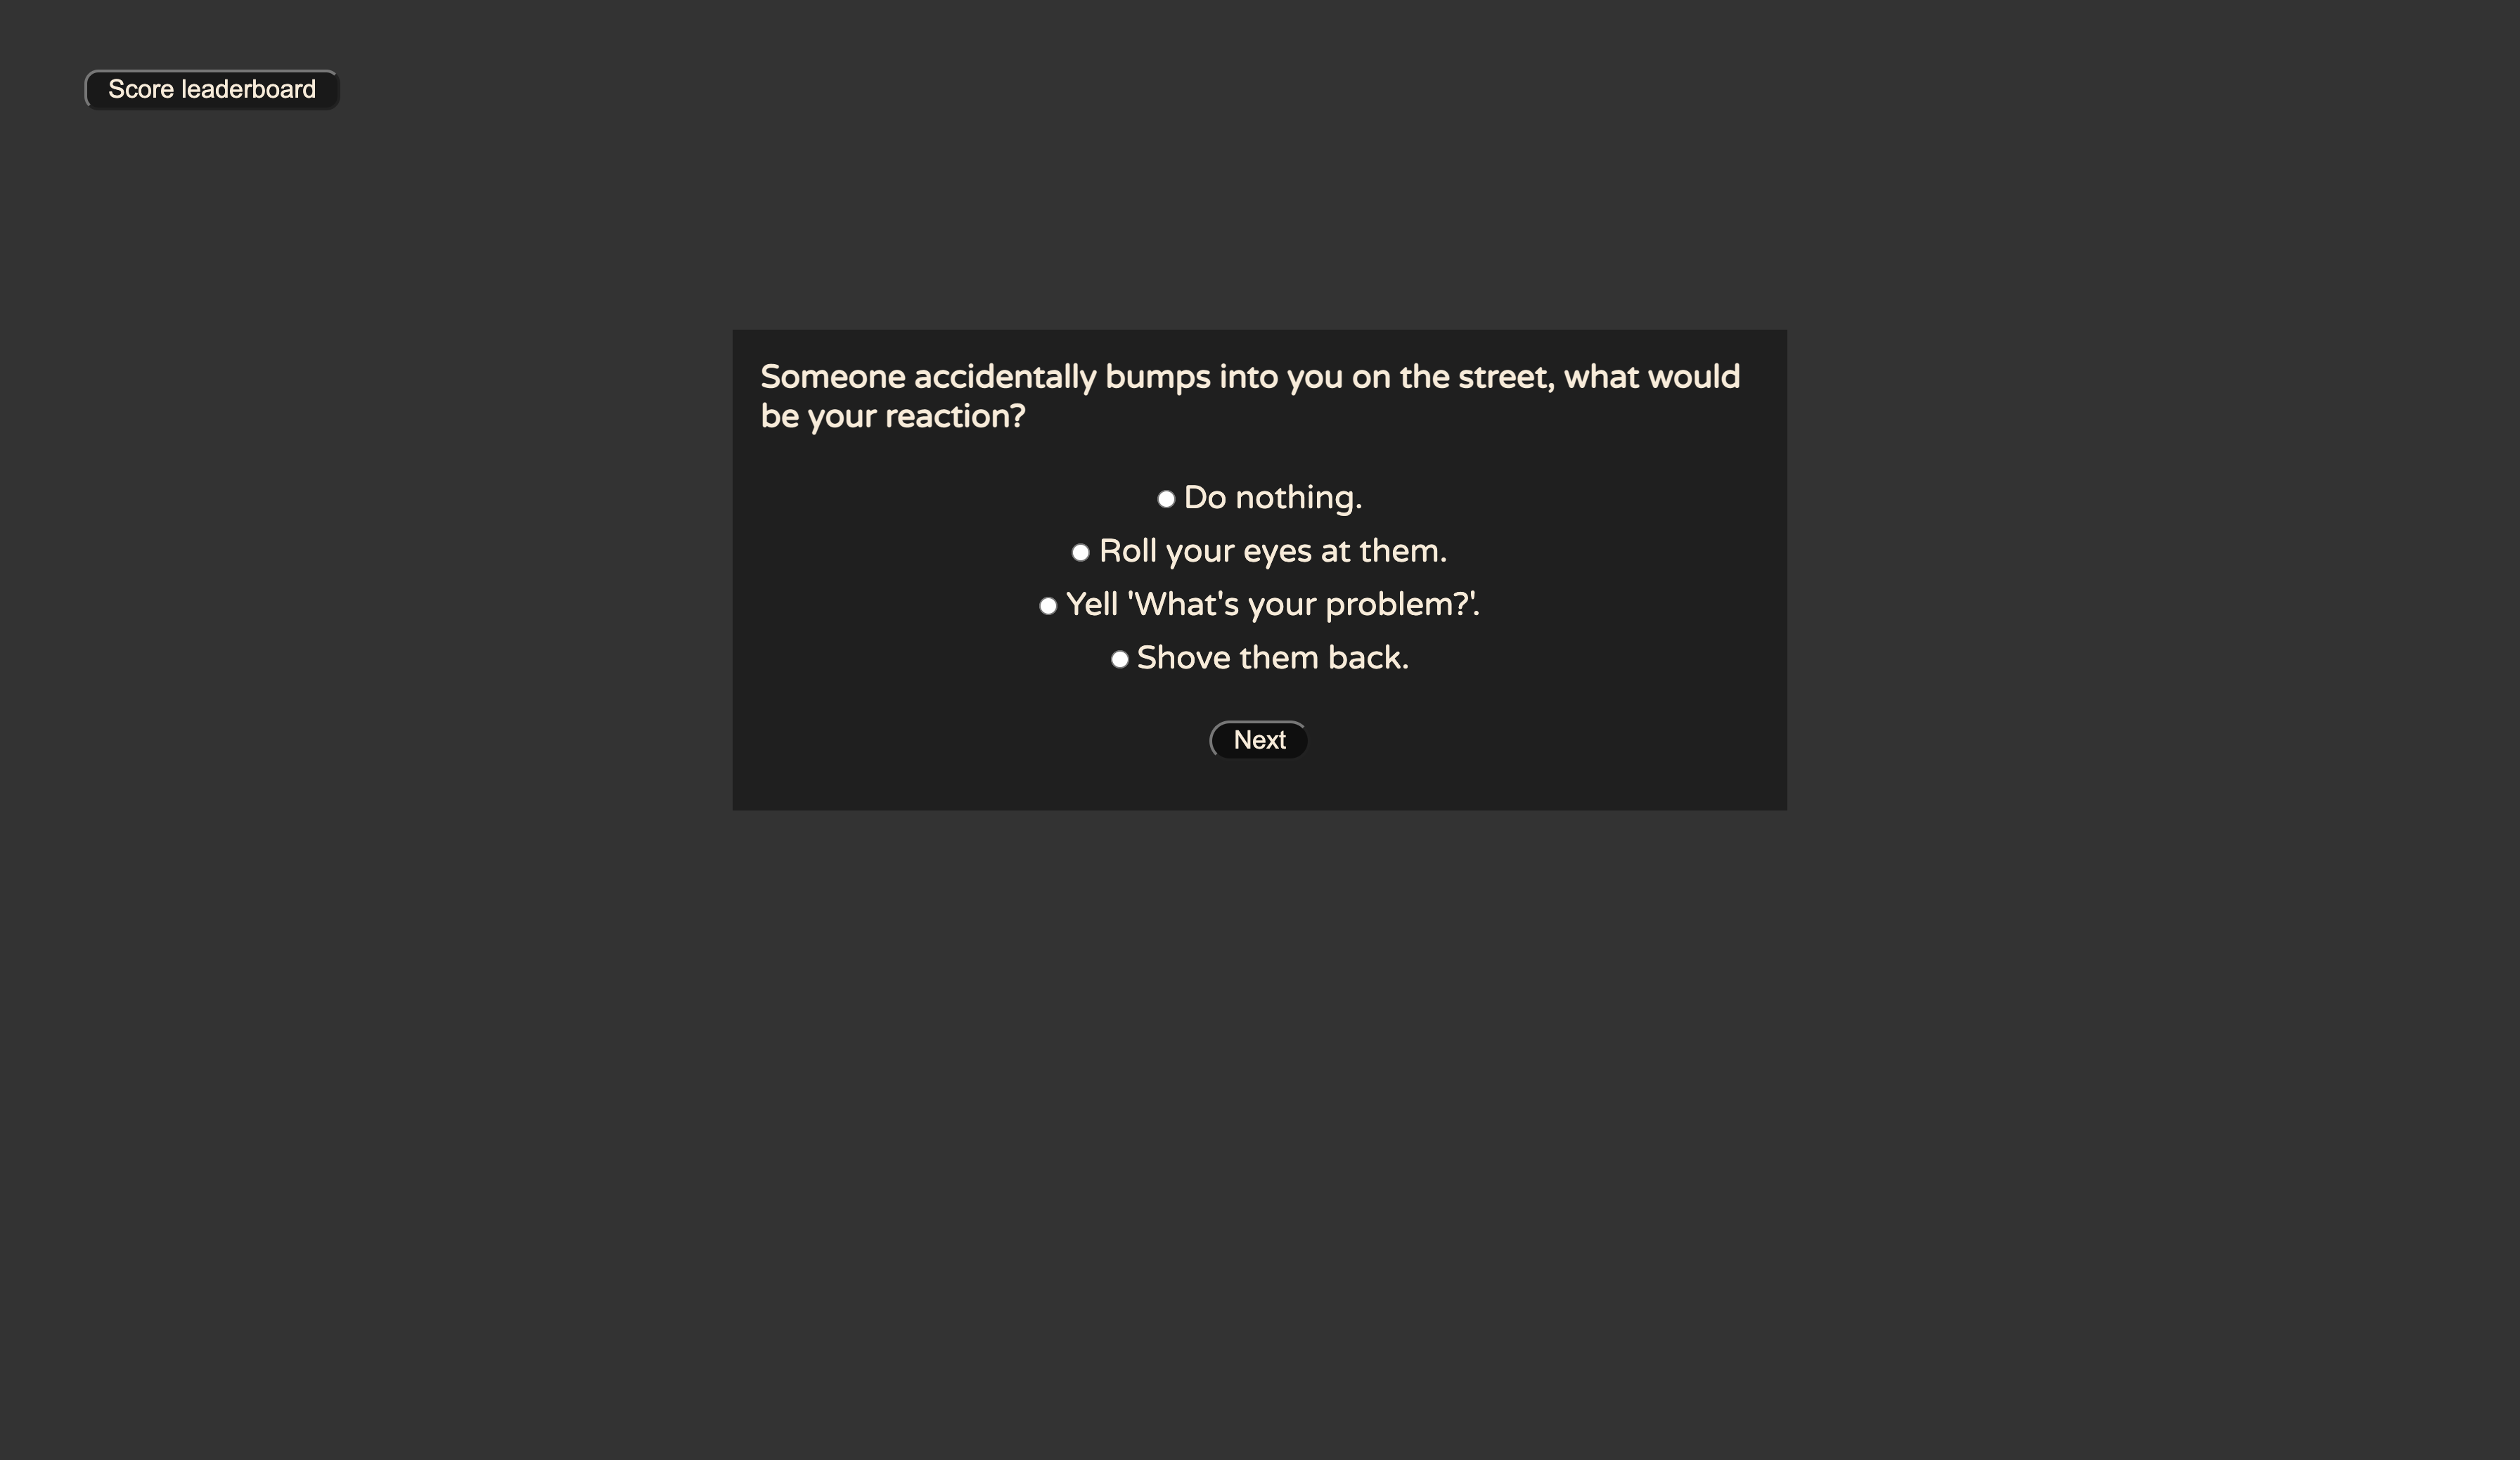 Score leaderboard
Someone accidentally bumps into you on the street, what would
be your reaction?
Do nothing.
Roll your eyes at them.
Yell 'What's your problem?'.
Shove them back.
Next